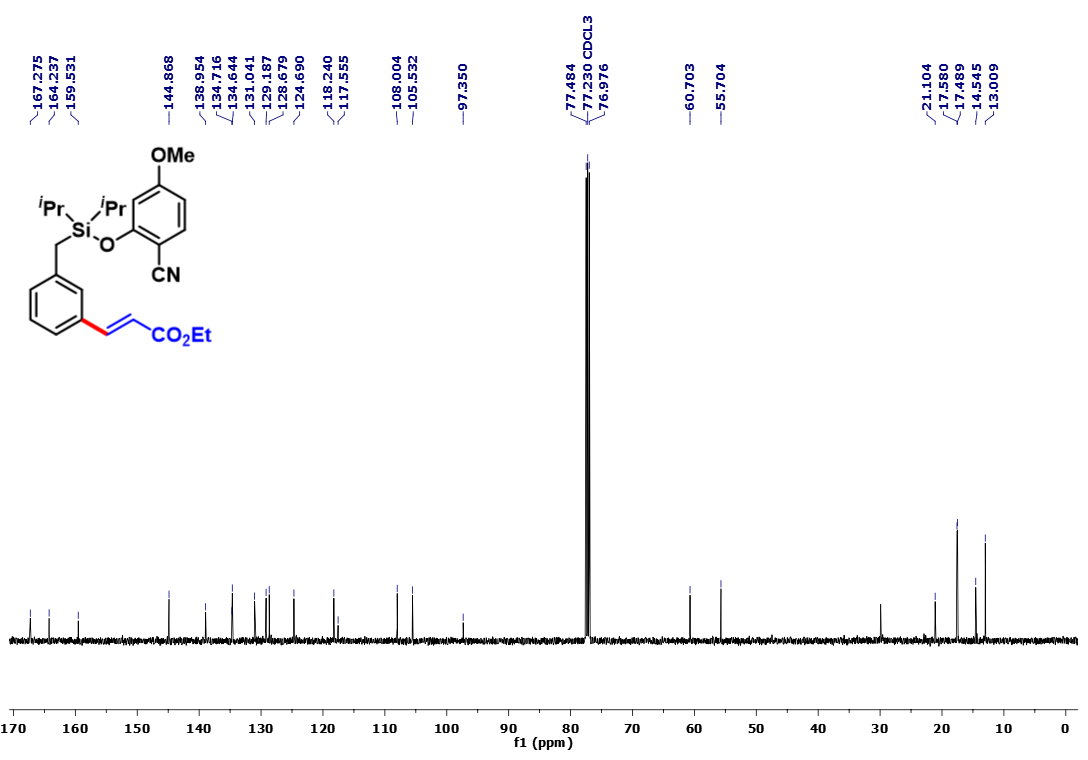 167.275
164.237
159.531
144.868
138.954
134.716
134.644
131.041
129.187
128.679
124.690
118.240
117.555
108.004
105.532
97.350
77.484
77.230 CDCL3
76.976
60.703
55.704
21.104
17.580
17.489
14.545
13.009
OMe
iPr
iPr
Si
O
CN
CO2Et
170 160 150 140 130 120 110 100 90 80 70 60 50 40 30 20 10 0
f1 (ppm)